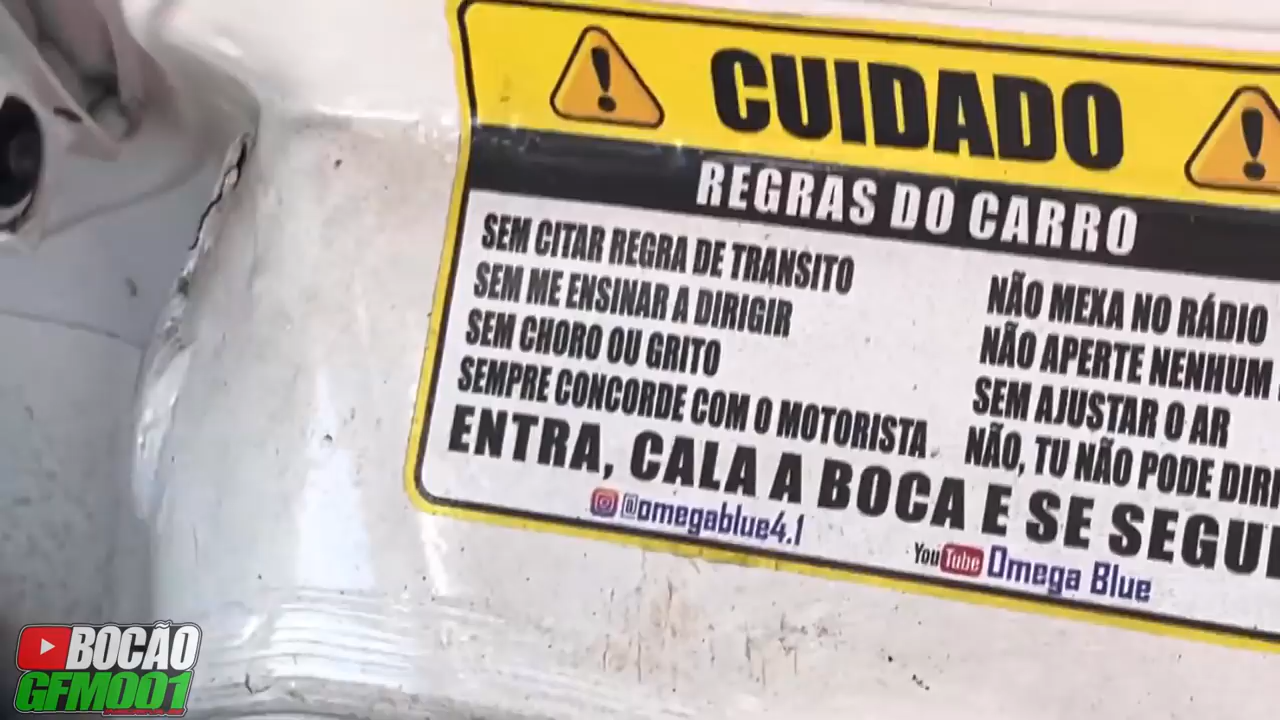 CUIDADO
REGRAS DO CARRO
SEM CITAR REGRA DE TRANSITO
SEM ME ENSINAR A DIRIGIR
SEM CHORO OU GRITO
SEMPRE CONCORDE COM O MOTORISTA
NÃO MEXA NO RÁDIO
NÃO APERTE NENHUM
SEM AJUSTAR O AR
NÃO, TU NÃO PODE DIRI
ENTRA, CALA A BOCA E SE SEGU
@omegablue4.1
YouTube Omega Blue
BOCÃO
GFM001